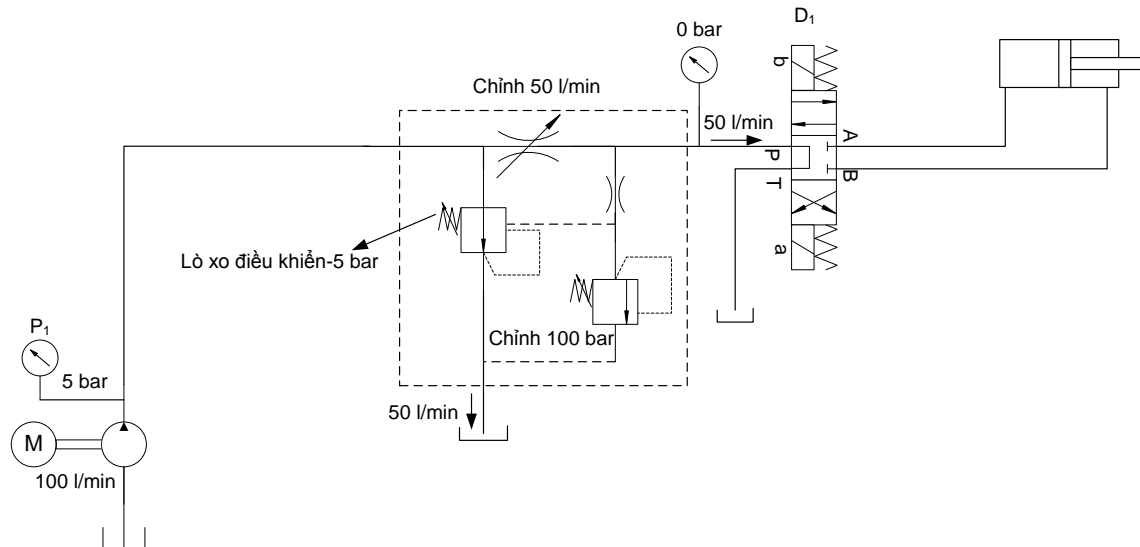 D1
0 bar
b
Chỉnh 50 l/min
50 l/min
A
P
B
T
a
Lò xo điều khiển-5 bar
Chỉnh 100 bar
P1
5 bar
50 l/min
M
100 l/min